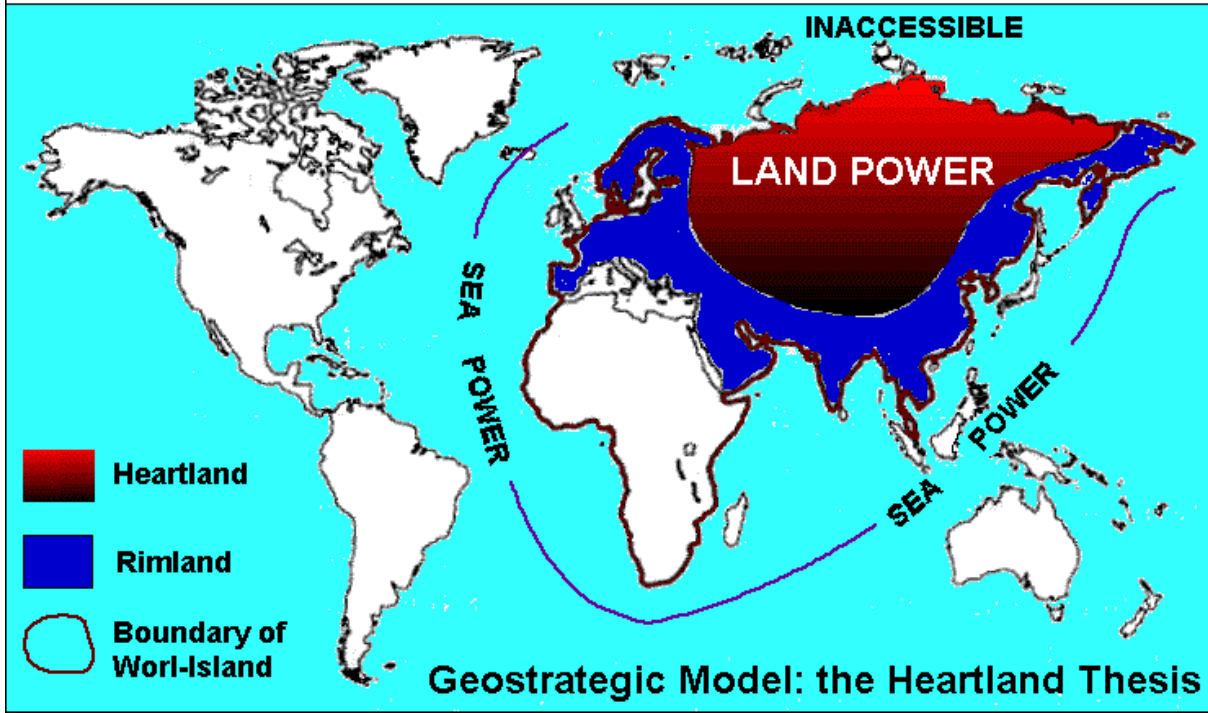 INACCESSIBLE
LAND POWER
SEA POWER
SEA POWER
Heartland
Rimland
Boundary of
Worl-Island
Geostrategic Model: the Heartland Thesis